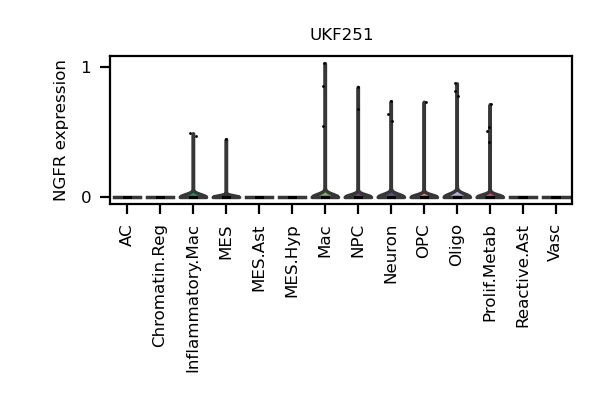 UKF251
NGFR expression
1
0
AC
Chromatin.Reg
Inflammatory.Mac
MES
MES.Ast
MES.Hyp
Mac
NPC
Neuron
OPC
Oligo
Prolif.Metab
Reactive.Ast
Vasc